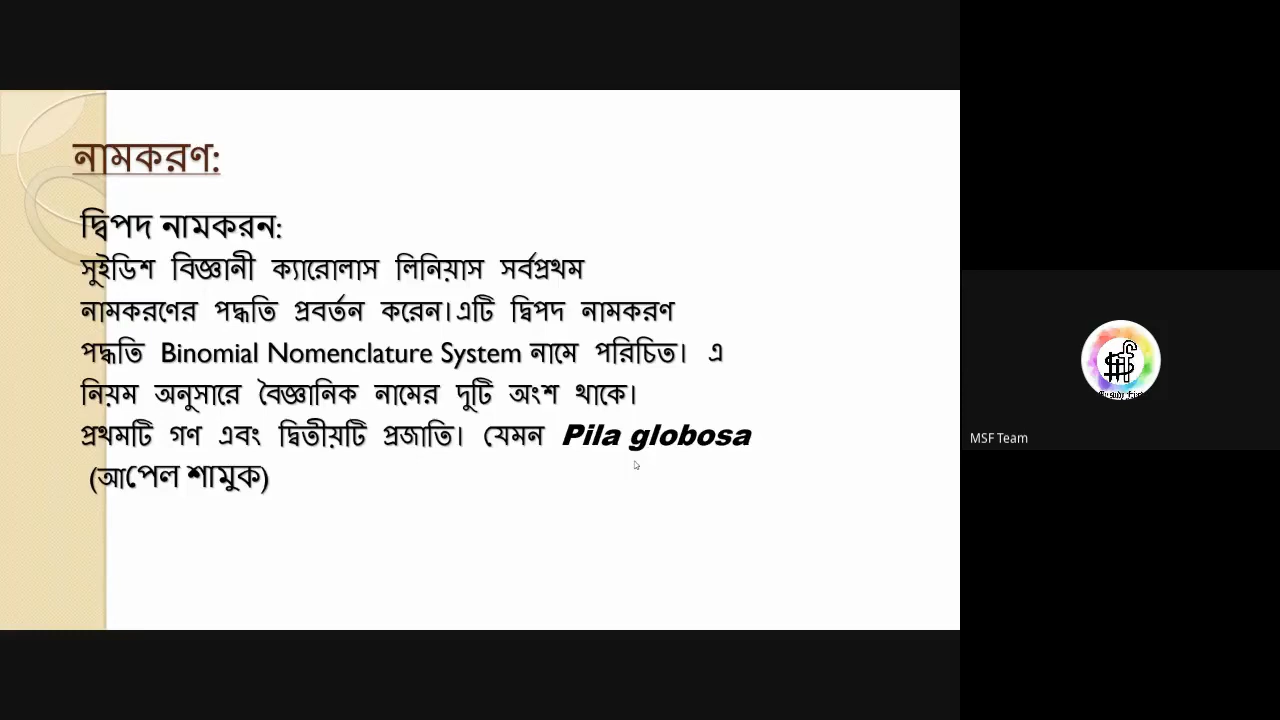 নামকরণ:
দ্বিপদ নামকরন:
সুইডিশ বিজ্ঞানী ক্যারোলাস লিনিয়াস সর্বপ্রথম
নামকরণের পদ্ধতি প্রবর্তন করেন।এটি দ্বিপদ নামকরণ
পদ্ধতি Binomial Nomenclature System নামে পরিচিত। এ
নিয়ম অনুসারে বৈজ্ঞানিক নামের দুটি অংশ থাকে।
প্রথমটি গণ এবং দ্বিতীয়টি প্রজাতি। যেমন Pila globosa
(আপেল শামুক)
MSF Team